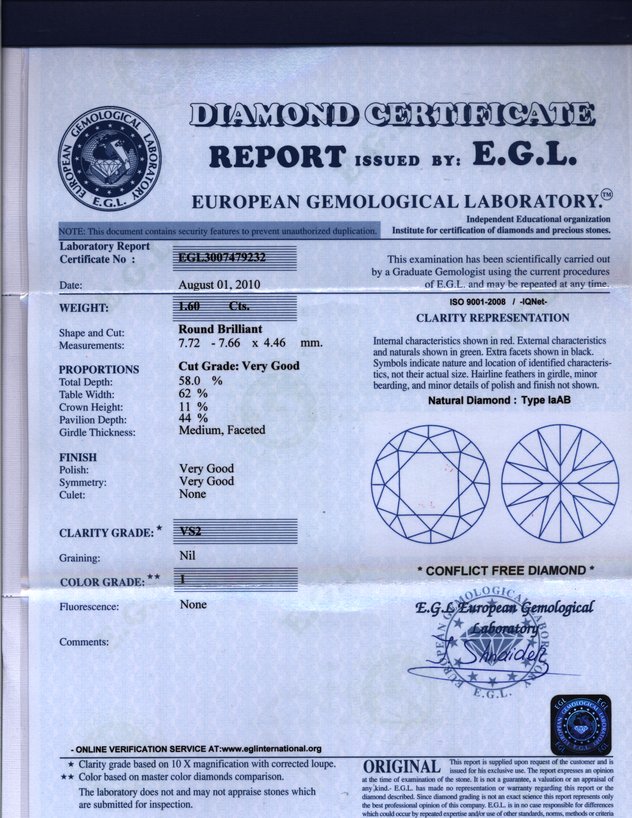 DIAMOND CERTIFICATE
REPORT ISSUED BY: E.G.L.
EUROPEAN GEMOLOGICAL LABORATORY.™
EUROPEAN GEMOLOGICAL LABORATORY
E.G.L.
Independent Educational organization
NOTE: This document contains security features to prevent unauthorized duplication.
Institute for certification of diamonds and precious stones.
Laboratory Report
Certificate No : EGL3007479232
Date: August 01, 2010
This examination has been scientifically carried out
by a Graduate Gemologist using the current procedures
of E.G.L. and may be repeated at any time.
WEIGHT: 1.60 Cts.
Shape and Cut: Round Brilliant
Measurements: 7.72 - 7.66 x 4.46 mm.
PROPORTIONS Cut Grade: Very Good
Total Depth: 58.0 %
Table Width: 62 %
Crown Height: 11 %
Pavilion Depth: 44 %
Girdle Thickness: Medium, Faceted
FINISH
Polish: Very Good
Symmetry: Very Good
Culet: None
CLARITY GRADE: * VS2
Graining: Nil
COLOR GRADE: ** I
Fluorescence: None
Comments:
ISO 9001-2008 / -IQNet-
CLARITY REPRESENTATION
Internal characteristics shown in red. External characteristics
and naturals shown in green. Extra facets shown in black.
Symbols indicate nature and location of identified characteris-
tics, not their actual size. Hairline feathers in girdle, minor
bearding, and minor details of polish and finish not shown.
Natural Diamond : Type IaAB
* CONFLICT FREE DIAMOND *
E.G.L European Gemological
Laboratory
EUROPEAN GEMOLOGICAL LABORATORY
E.G.L.
EGL GEMOLOGICAL EGL
E.G.L.
- ONLINE VERIFICATION SERVICE AT:www.eglinternational.org
* Clarity grade based on 10 X magnification with corrected loupe.
** Color based on master color diamonds comparison.
The laboratory does not and may not appraise stones which
are submitted for inspection.
ORIGINAL This report is supplied upon request of the customer and is
issued for his exclusive use. The report expresses an opinion
at the time of examination of the stone. It is not a guarantee, a valuation or an appraisal of
any kind.- E.G.L. has made no representation or warranty regarding this report or the
diamond described. Since diamond grading is not an exact science this report represents only
the best professional opinion of this company. E.G.L. is in no case responsible for differences
which could occur by repeated expertise and/or use of other standards, norms, methods or criteria